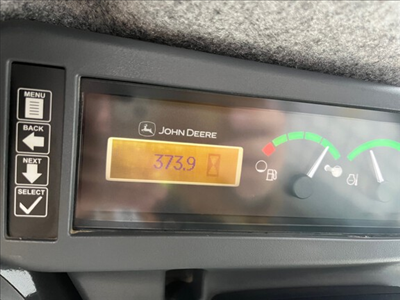 MENU
BACK
NEXT
SELECT
JOHN DEERE
373,9